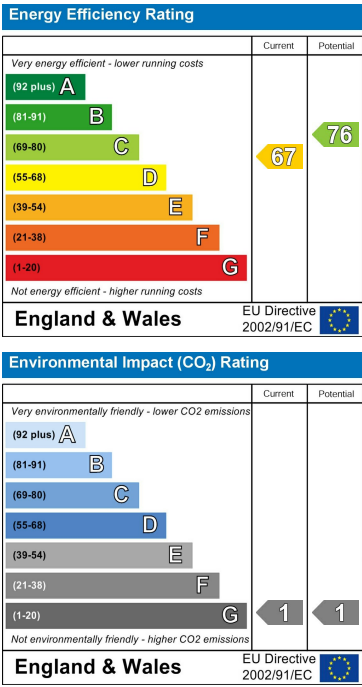 Energy Efficiency Rating
Current Potential
Very energy efficient - lower running costs
(92 plus) A
(81-91) B
(69-80) C
(55-68) D
(39-54) E
(21-38) F
(1-20) G
67
76
Not energy efficient - higher running costs
England & Wales
EU Directive
2002/91/EC
Environmental Impact (CO₂) Rating
Current Potential
Very environmentally friendly - lower CO2 emissions
(92 plus) A
(81-91) B
(69-80) C
(55-68) D
(39-54) E
(21-38) F
(1-20) G
1
1
Not environmentally friendly - higher CO2 emissions
England & Wales
EU Directive
2002/91/EC